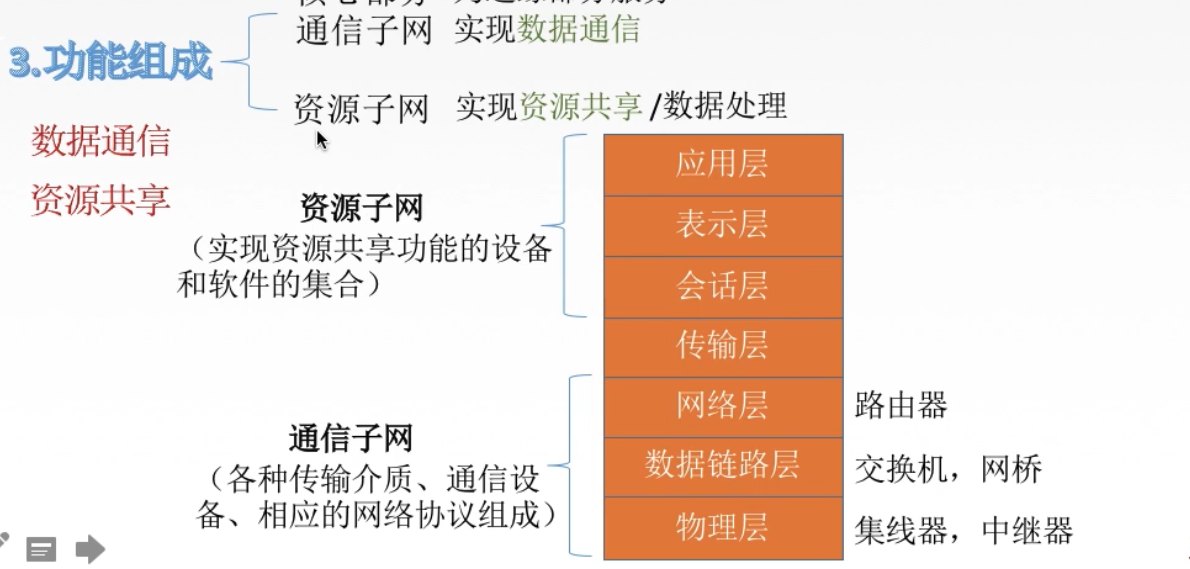 通信子网 实现数据通信
3.功能组成
资源子网 实现资源共享/数据处理
数据通信
资源共享
资源子网
(实现资源共享功能的设备
和软件的集合)
应用层
表示层
会话层
传输层
网络层 路由器
数据链路层 交换机，网桥
物理层 集线器，中继器
通信子网
(各种传输介质、通信设
备、相应的网络协议组成)